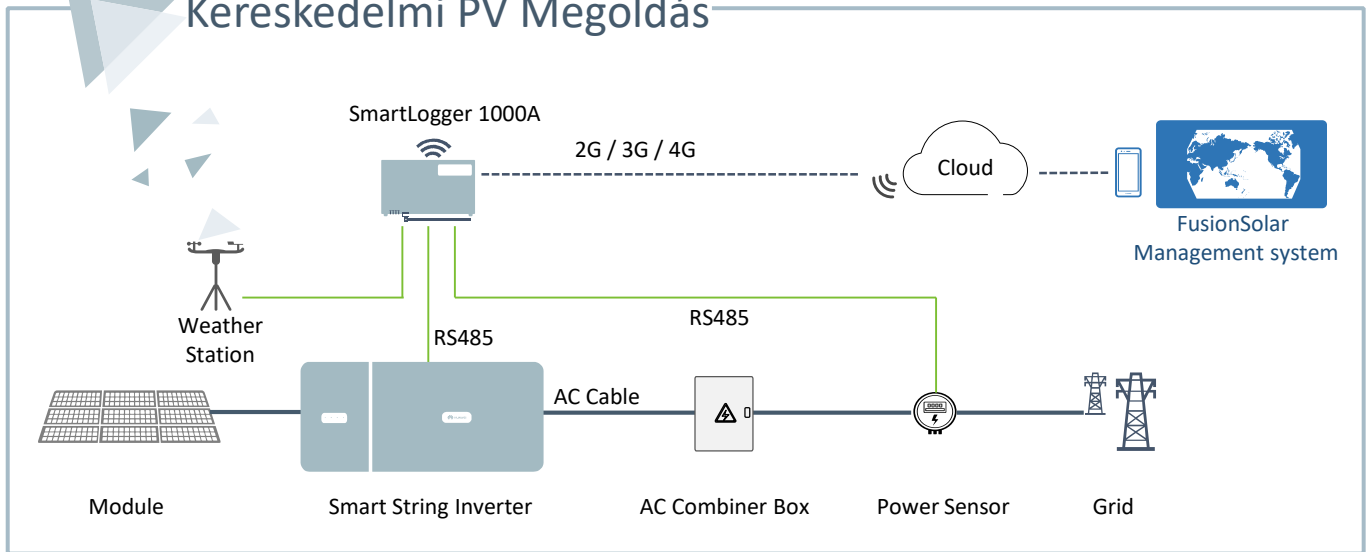 Kereskedelmi PV Megoldás
SmartLogger 1000A
2G / 3G / 4G
Cloud
FusionSolar
Management system
Weather
Station
RS485
RS485
AC Cable
Module
Smart String Inverter
AC Combiner Box
Power Sensor
Grid